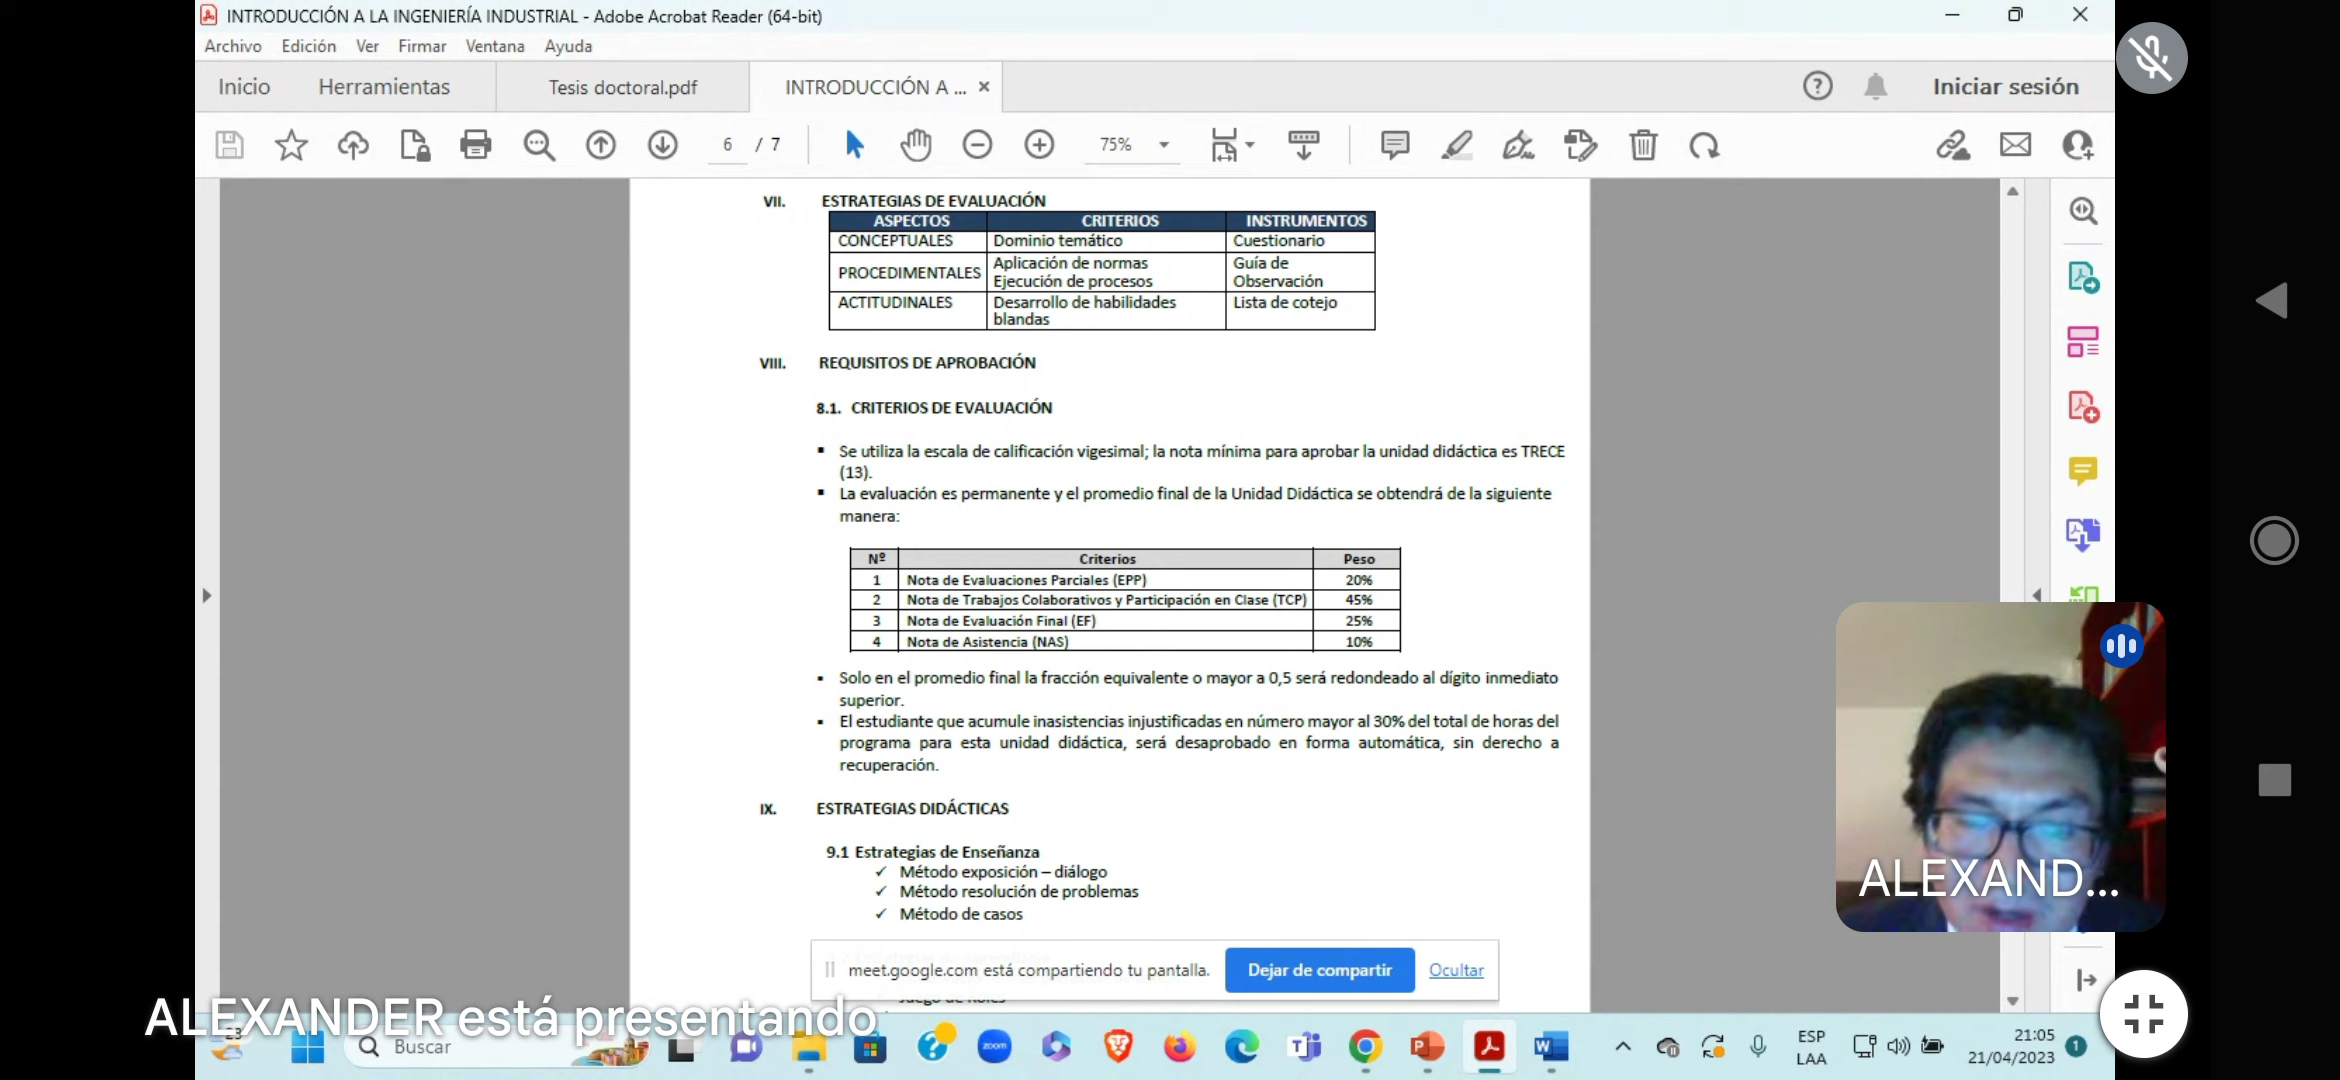 INTRODUCCIÓN A LA INGENIERÍA INDUSTRIAL - Adobe Acrobat Reader (64-bit)
Archivo Edición Ver Firmar Ventana Ayuda
Inicio Herramientas Tesis doctoral.pdf INTRODUCCIÓN A ... × Iniciar sesión
6 / 7 75%
VII. ESTRATEGIAS DE EVALUACIÓN
ASPECTOS CRITERIOS INSTRUMENTOS
CONCEPTUALES Dominio temático Cuestionario
PROCEDIMENTALES Aplicación de normas Guía de
Ejecución de procesos Observación
ACTITUDINALES Desarrollo de habilidades Lista de cotejo
blandas
VIII. REQUISITOS DE APROBACIÓN
8.1. CRITERIOS DE EVALUACIÓN
▪ Se utiliza la escala de calificación vigesimal; la nota mínima para aprobar la unidad didáctica es TRECE
(13).
▪ La evaluación es permanente y el promedio final de la Unidad Didáctica se obtendrá de la siguiente
manera:
Nº Criterios Peso
1 Nota de Evaluaciones Parciales (EPP) 20%
2 Nota de Trabajos Colaborativos y Participación en Clase (TCP) 45%
3 Nota de Evaluación Final (EF) 25%
4 Nota de Asistencia (NAS) 10%
▪ Solo en el promedio final la fracción equivalente o mayor a 0,5 será redondeado al dígito inmediato
superior.
▪ El estudiante que acumule inasistencias injustificadas en número mayor al 30% del total de horas del
programa para esta unidad didáctica, será desaprobado en forma automática, sin derecho a
recuperación.
IX. ESTRATEGIAS DIDÁCTICAS
9.1 Estrategias de Enseñanza
✓ Método exposición – diálogo
✓ Método resolución de problemas
✓ Método de casos
meet.google.com está compartiendo tu pantalla. Dejar de compartir Ocultar
Juego de Roles
ALEXAND...
ALEXANDER está presentando
23 Buscar zoom ESP 21:05
LAA 21/04/2023 1